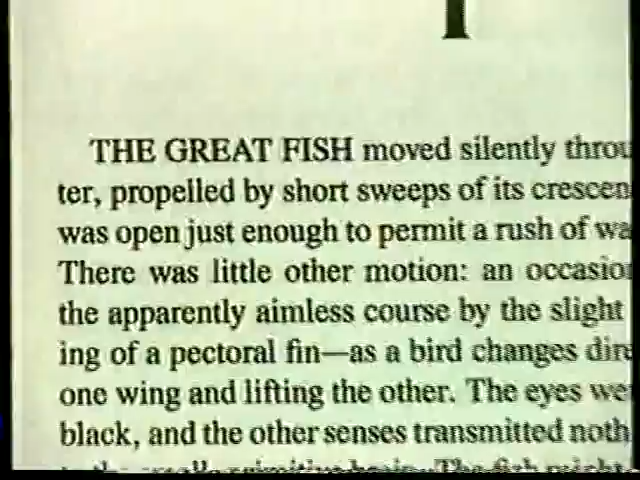 THE GREAT FISH moved silently throu
ter, propelled by short sweeps of its crescen
was open just enough to permit a rush of wa
There was little other motion: an occasio
the apparently aimless course by the slight
ing of a pectoral fin—as a bird changes dire
one wing and lifting the other. The eyes we
black, and the other senses transmitted noth